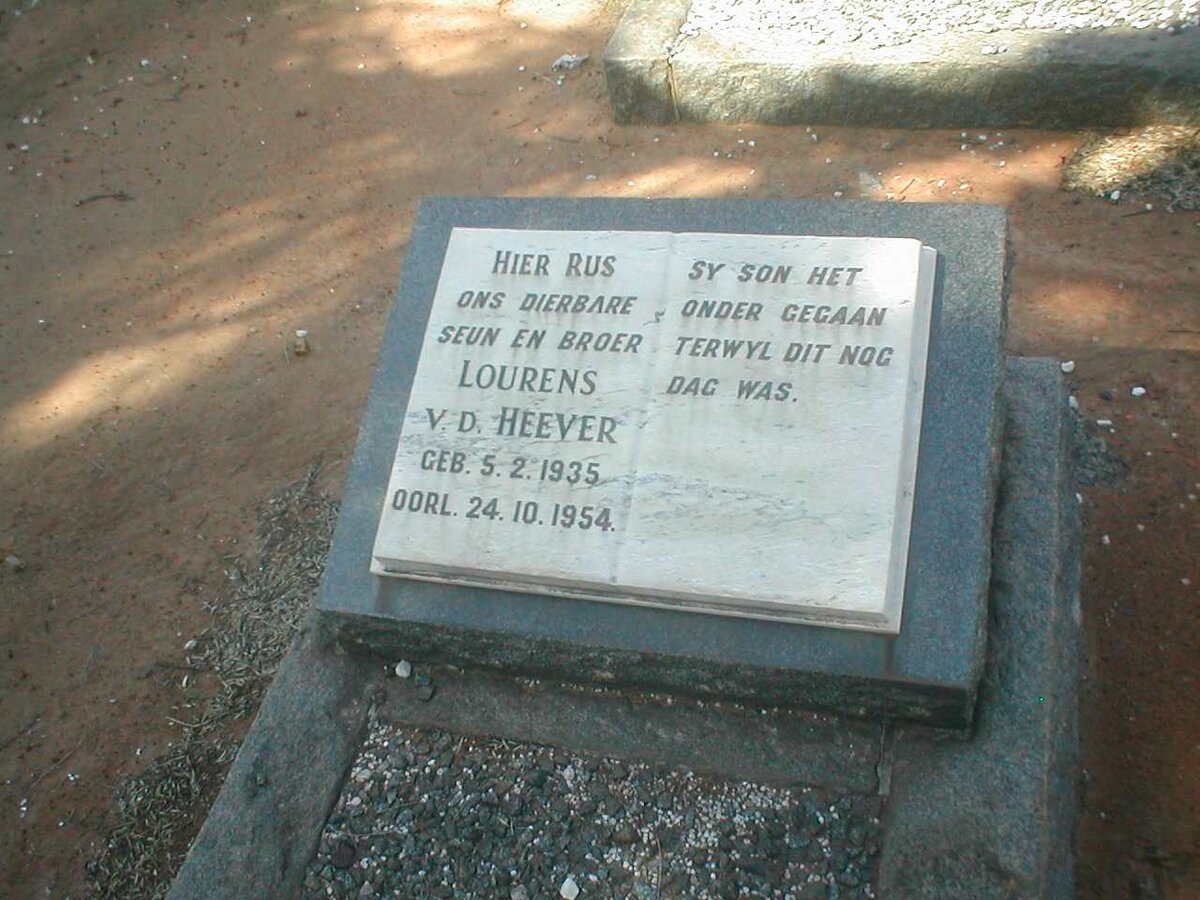 HIER RUS
ONS DIERBARE
SEUN EN BROER
LOURENS
V. D. HEEVER
GEB. 5. 2. 1935
OORL. 24. 10. 1954.
SY SON HET
ONDER GEGAAN
TERWYL DIT NOG
DAG WAS.